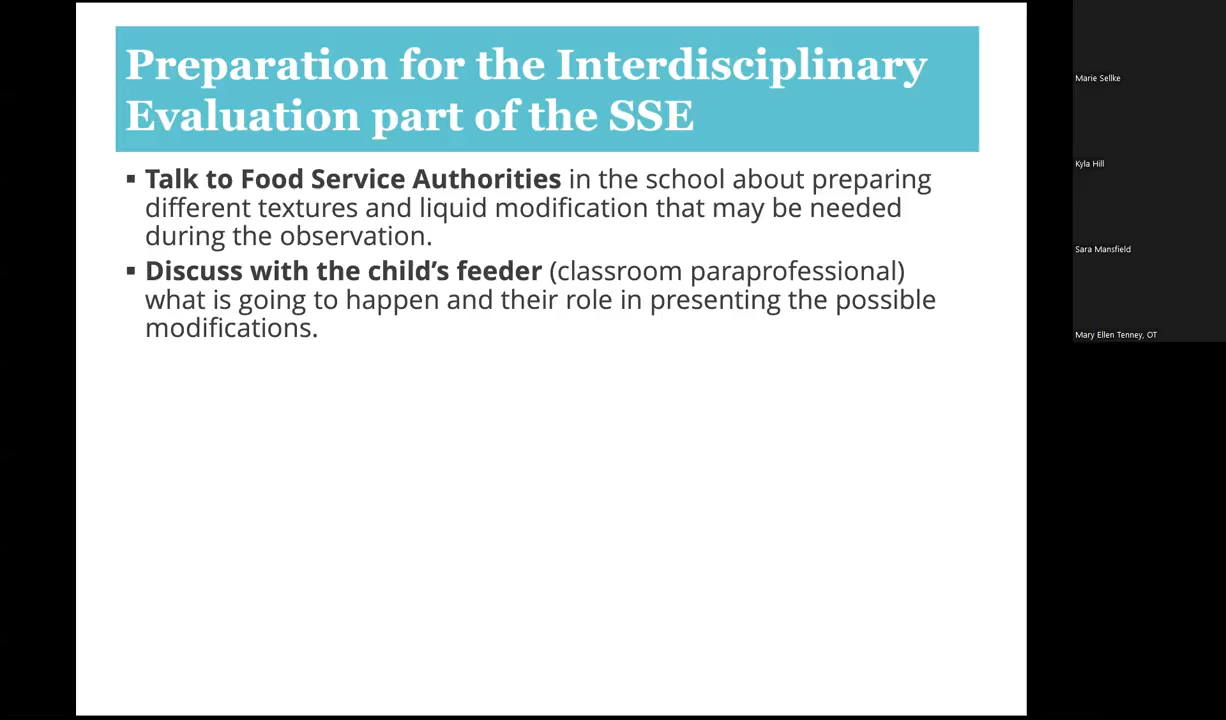 Preparation for the Interdisciplinary
Evaluation part of the SSE
▪ Talk to Food Service Authorities in the school about preparing
different textures and liquid modification that may be needed
during the observation.
▪ Discuss with the child’s feeder (classroom paraprofessional)
what is going to happen and their role in presenting the possible
modifications.
Marie Sellke
Kyla Hill
Sara Mansfield
Mary Ellen Tenney, OT